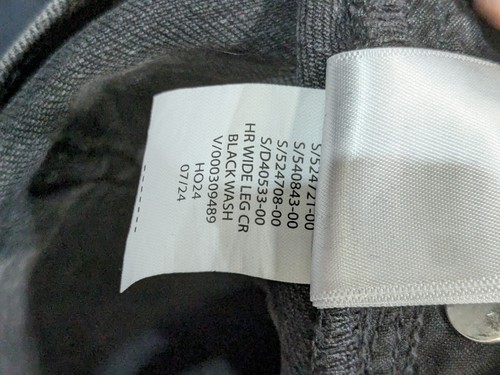 S/524721-00
S/540843-00
S/524708-00
S/D40533-00
HR WIDE LEG CR
BLACK WASH
V/000309489
HO24
07/24